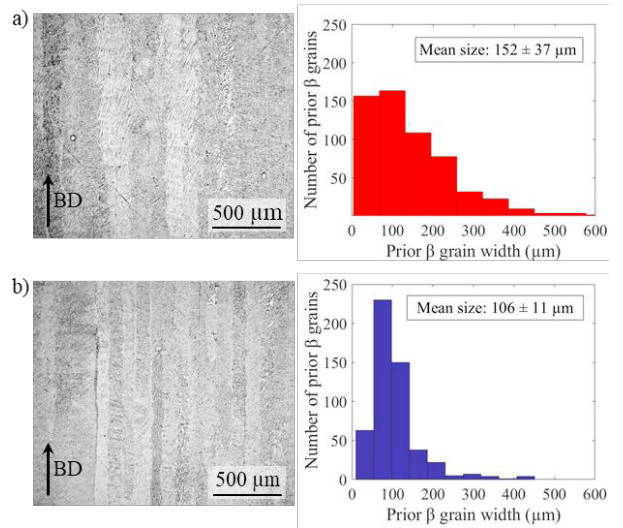 a)
BD
500 µm
Number of prior β grains
250
200
150
100
50
0
Mean size: 152 ± 37 µm
0 100 200 300 400 500 600
Prior β grain width (µm)
b)
BD
500 µm
Number of prior β grains
250
200
150
100
50
0
Mean size: 106 ± 11 µm
0 100 200 300 400 500 600
Prior β grain width (µm)